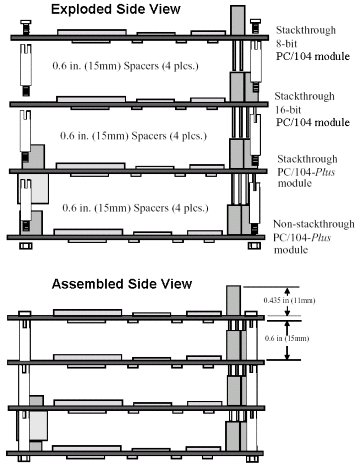 Exploded Side View
Stackthrough
8-bit
PC/104 module
0.6 in. (15mm) Spacers (4 plcs.)
Stackthrough
16-bit
PC/104 module
0.6 in. (15mm) Spacers (4 plcs.)
Stackthrough
PC/104-Plus
module
0.6 in. (15mm) Spacers (4 plcs.)
Non-stackthrough
PC/104-Plus
module
Assembled Side View
0.435 in (11mm)
0.6 in (15mm)